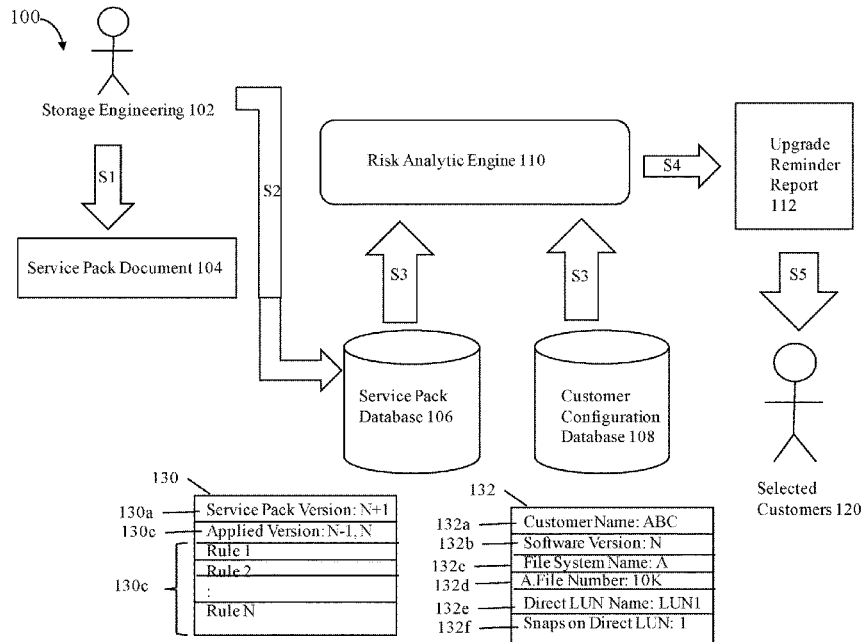 100
Storage Engineering 102
S1
Service Pack Document 104
S2
Risk Analytic Engine 110
S3
S3
S4
Upgrade
Reminder
Report
112
S5
Service Pack
Database 106
Customer
Configuration
Database 108
Selected
Customers 120
130
130a
Service Pack Version: N+1
130c
Applied Version: N-1, N
130c
Rule 1
Rule 2
:
Rule N
132
132a
Customer Name: ABC
132b
Software Version: N
132c
File System Name: A
132d
A.File Number: 10K
132e
Direct LUN Name: LUN1
132f
Snaps on Direct LUN: 1